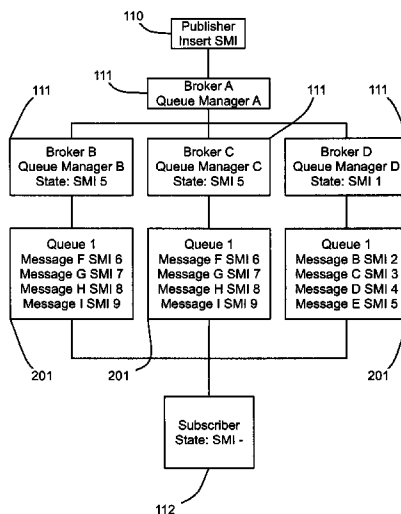 110
Publisher
Insert SMI
111
Broker A
Queue Manager A
111
111
111
Broker B
Queue Manager B
State: SMI 5
Broker C
Queue Manager C
State: SMI 5
Broker D
Queue Manager D
State: SMI 1
Queue 1
Message F SMI 6
Message G SMI 7
Message H SMI 8
Message I SMI 9
Queue 1
Message F SMI 6
Message G SMI 7
Message H SMI 8
Message I SMI 9
Queue 1
Message B SMI 2
Message C SMI 3
Message D SMI 4
Message E SMI 5
201
201
201
Subscriber
State: SMI -
112